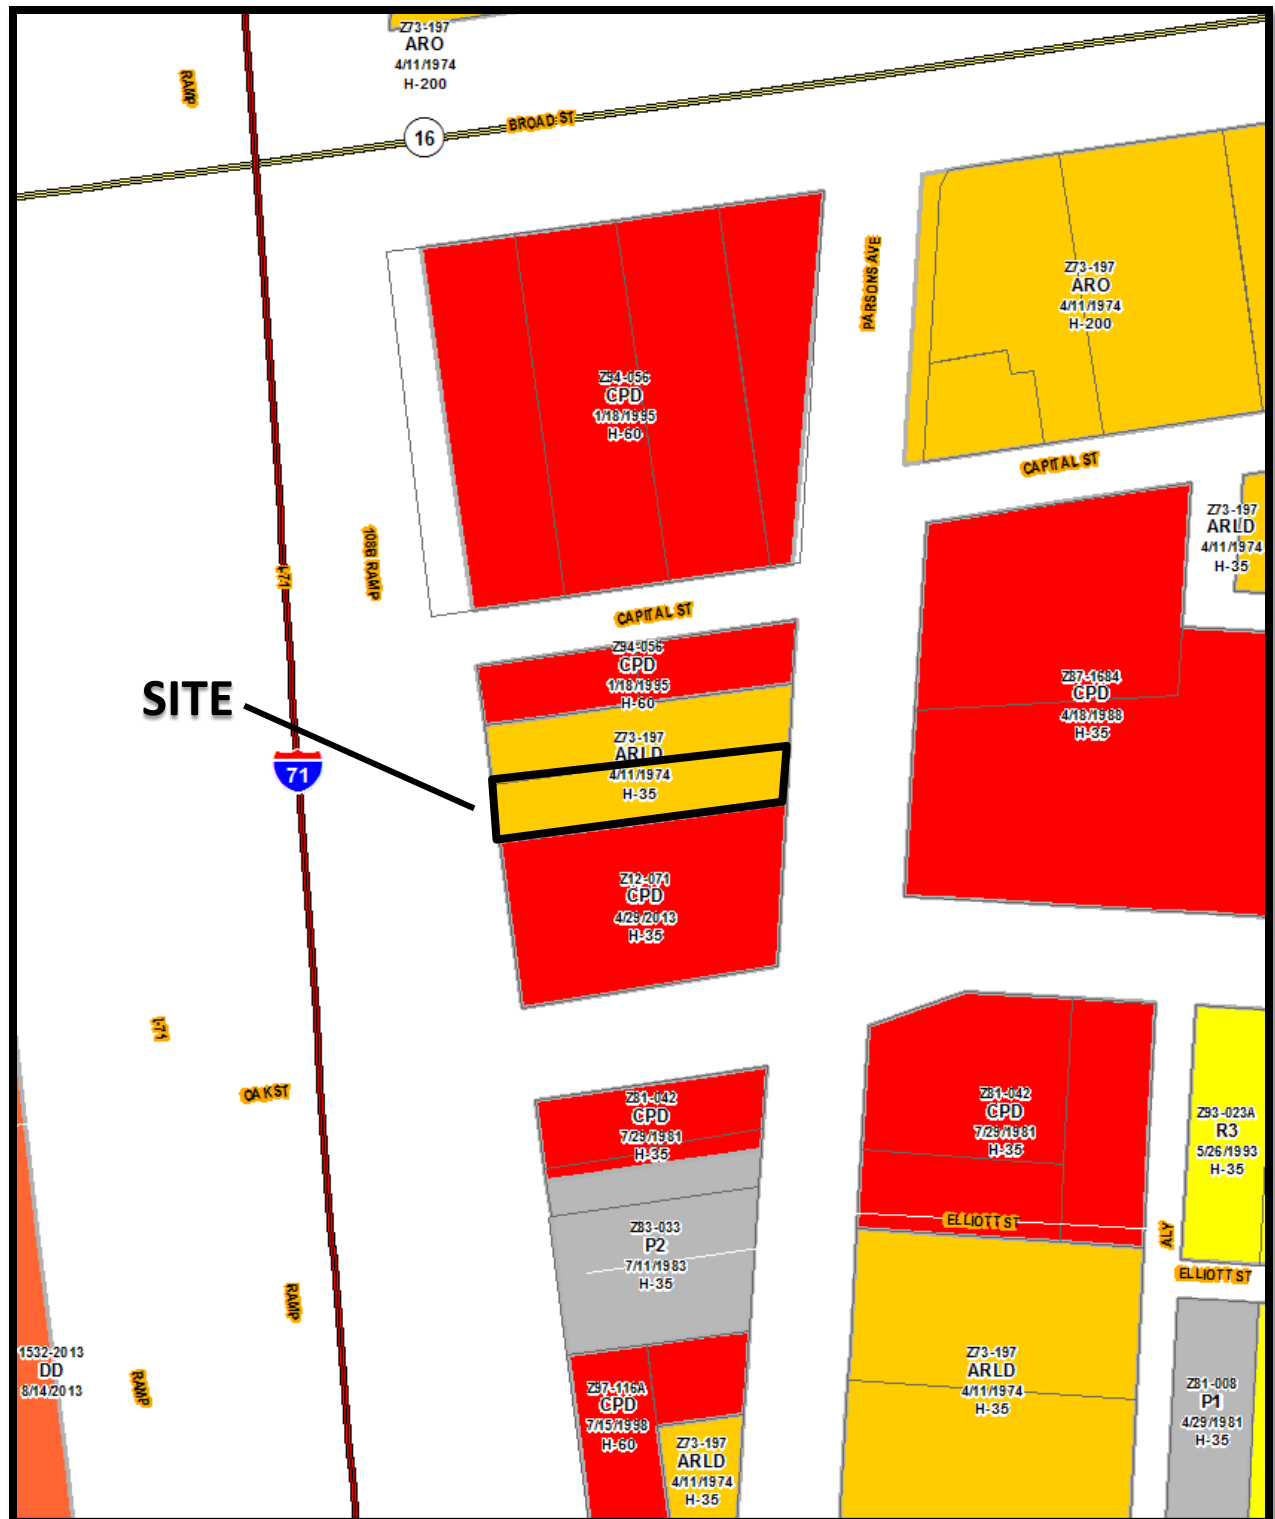 Z73-197
ARO
4/11/1974
H-200
RAMP
BROAD ST
16
PARSONS AVE
Z73-197
ARO
4/11/1974
H-200
Z94-056
CPD
1/18/1995
H-60
CAPITAL ST
Z73-197
ARLD
4/11/1974
H-35
108B RAMP
I-71
CAPITAL ST
Z94-056
CPD
1/18/1995
H-60
Z87-1684
CPD
4/18/1988
H-35
SITE
Z73-197
ARLD
4/11/1974
H-35
71
Z12-071
CPD
4/29/2013
H-35
I-71
OAK ST
Z81-042
CPD
7/29/1981
H-35
Z81-042
CPD
7/29/1981
H-35
Z93-023A
R3
5/26/1993
H-35
ELLIOTT ST
ALY
Z83-033
P2
7/11/1983
H-35
ELLIOTT ST
RAMP
1532-2013
DD
8/14/2013
RAMP
Z97-116A
CPD
7/15/1998
H-60
Z73-197
ARLD
4/11/1974
H-35
Z73-197
ARLD
4/11/1974
H-35
Z81-008
P1
4/29/1981
H-35